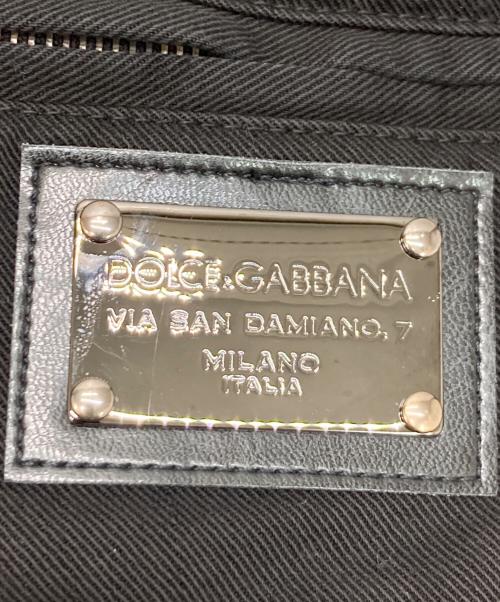 DOLCE&GABBANA
VIA SAN DAMIANO, 7
MILANO
ITALIA